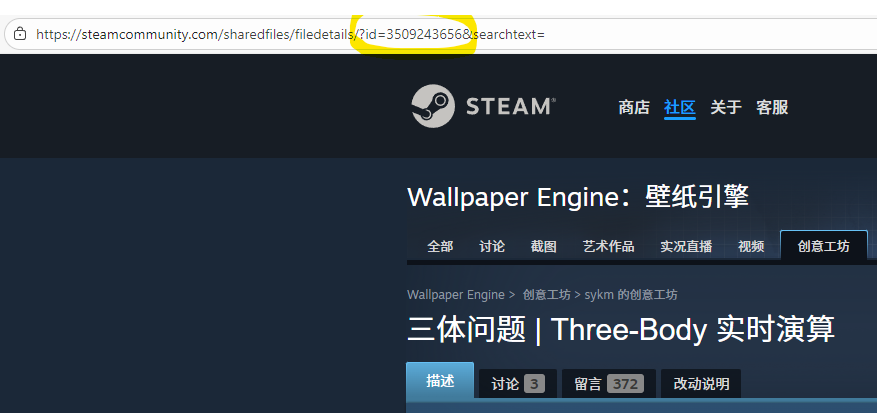 https://steamcommunity.com/sharedfiles/filedetails/?id=3509243656&searchtext=
STEAM® 商店 社区 关于 客服
Wallpaper Engine：壁纸引擎
全部 讨论 截图 艺术作品 实况直播 视频 创意工坊
Wallpaper Engine > 创意工坊 > sykm 的创意工坊
三体问题 | Three-Body 实时演算
描述 讨论 3 留言 372 改动说明